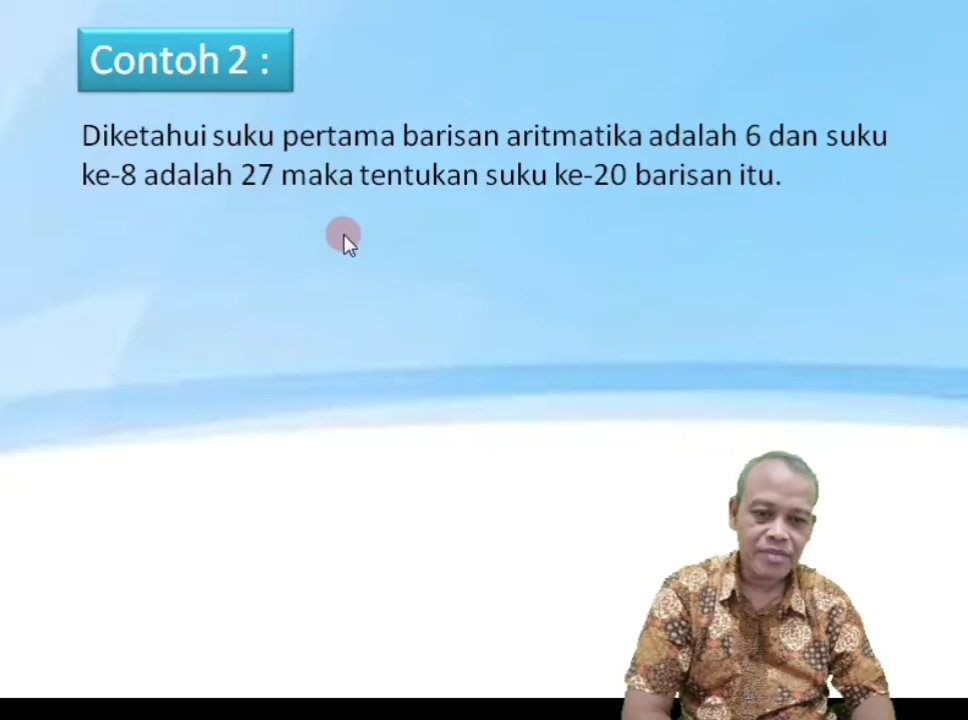 Contoh 2 :
Diketahui suku pertama barisan aritmatika adalah 6 dan suku
ke-8 adalah 27 maka tentukan suku ke-20 barisan itu.